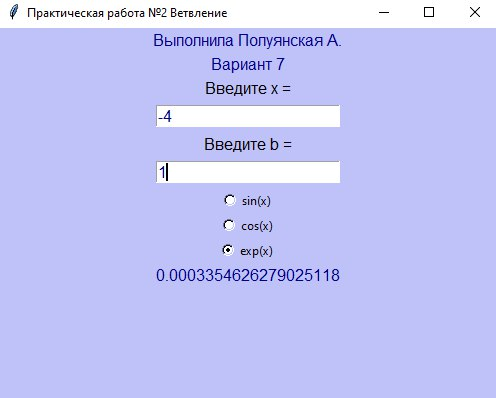 Практическая работа №2 Ветвление
Выполнила Полуянская А.
Вариант 7
Введите x =
-4
Введите b =
1
sin(x)
cos(x)
exp(x)
0.0003354626279025118